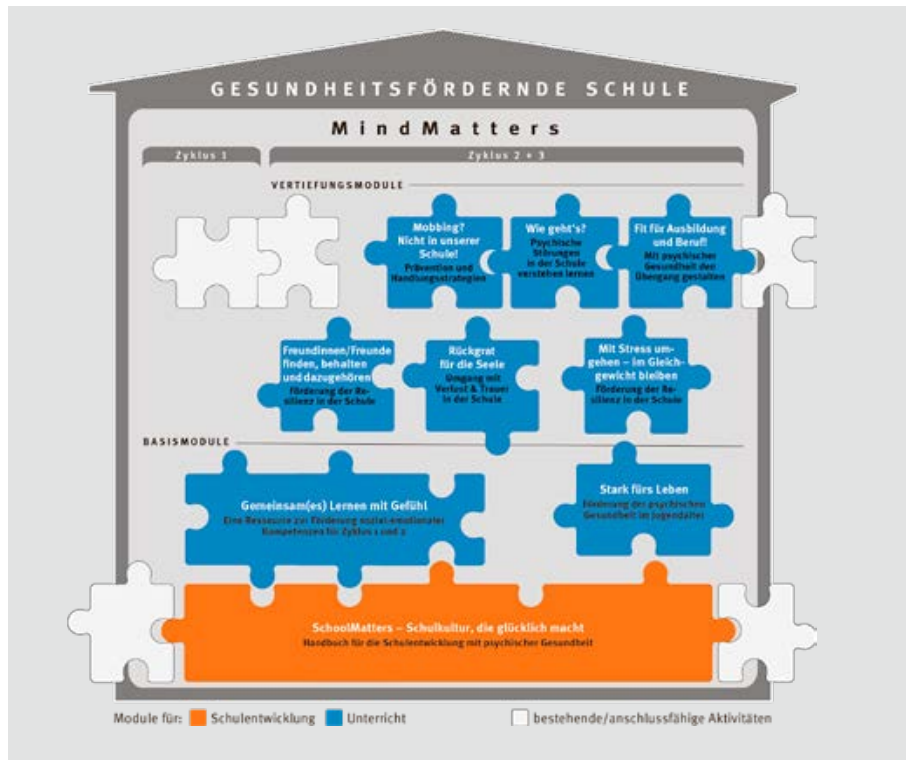 GESUNDHEITSFÖRDERNDE SCHULE
MindMatters
Zyklus 1
Zyklus 2 + 3
VERTIEFUNGSMODULE
Mobbing?
Nicht in unserer
Schule!
Prävention und
Handlungsstrategien
Wie geht's?
Psychische
Störungen
in der Schule
verstehen lernen
Fit für Ausbildung
und Beruf!
Mit psychischer
Gesundheit den
Übergang gestalten
Freundinnen/Freunde
finden, behalten
und dazugehören
Förderung der Re-
silienz in der Schule
Rückgrat
für die Seele
Umgang mit
Verlust & Trauer
in der Schule
Mit Stress um-
gehen – im Gleich-
gewicht bleiben
Förderung der Re-
silienz in der Schule
BASISMODULE
Gemeinsam(es) Lernen mit Gefühl
Eine Ressource zur Förderung sozial-emotionaler
Kompetenzen für Zyklus 1 und 2
Stark fürs Leben
Förderung der psychischen
Gesundheit im Jugendalter
SchoolMatters – Schulkultur, die glücklich macht
Handbuch für die Schulentwicklung mit psychischer Gesundheit
Module für: Schulentwicklung Unterricht bestehende/anschlussfähige Aktivitäten